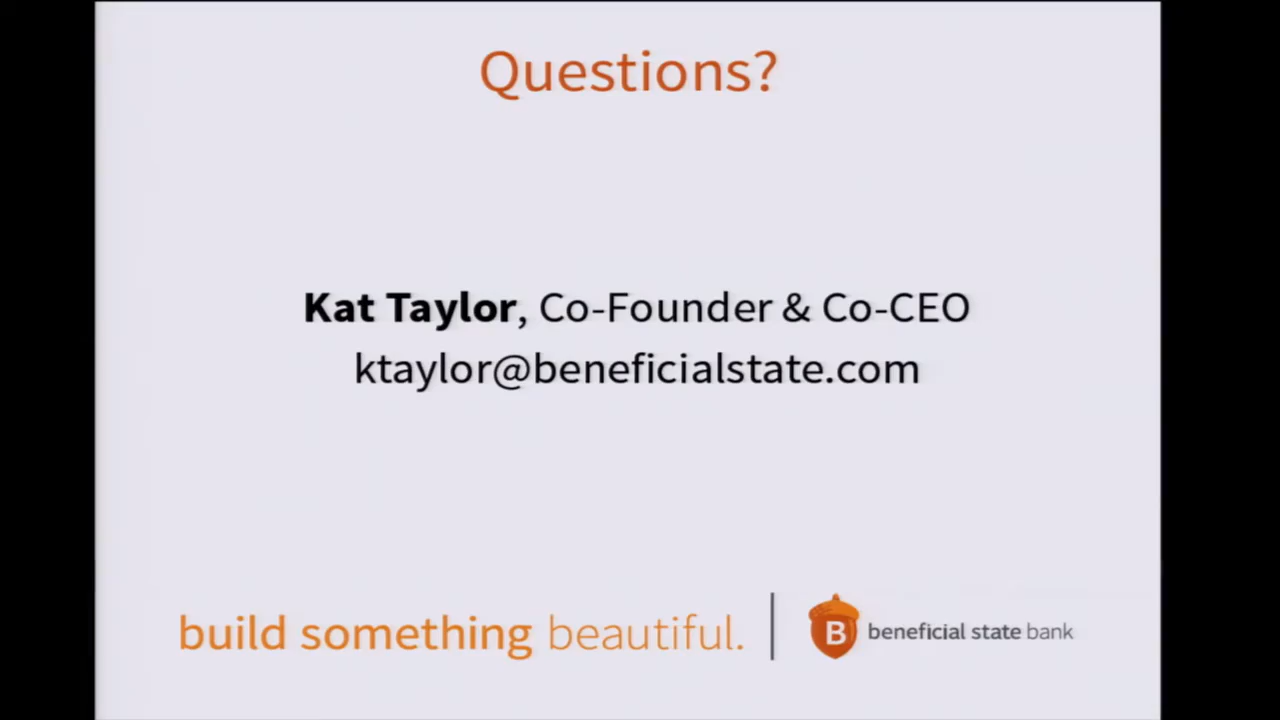 Questions?
Kat Taylor, Co-Founder & Co-CEO
ktaylor@beneficialstate.com
build something beautiful.
B beneficial state bank